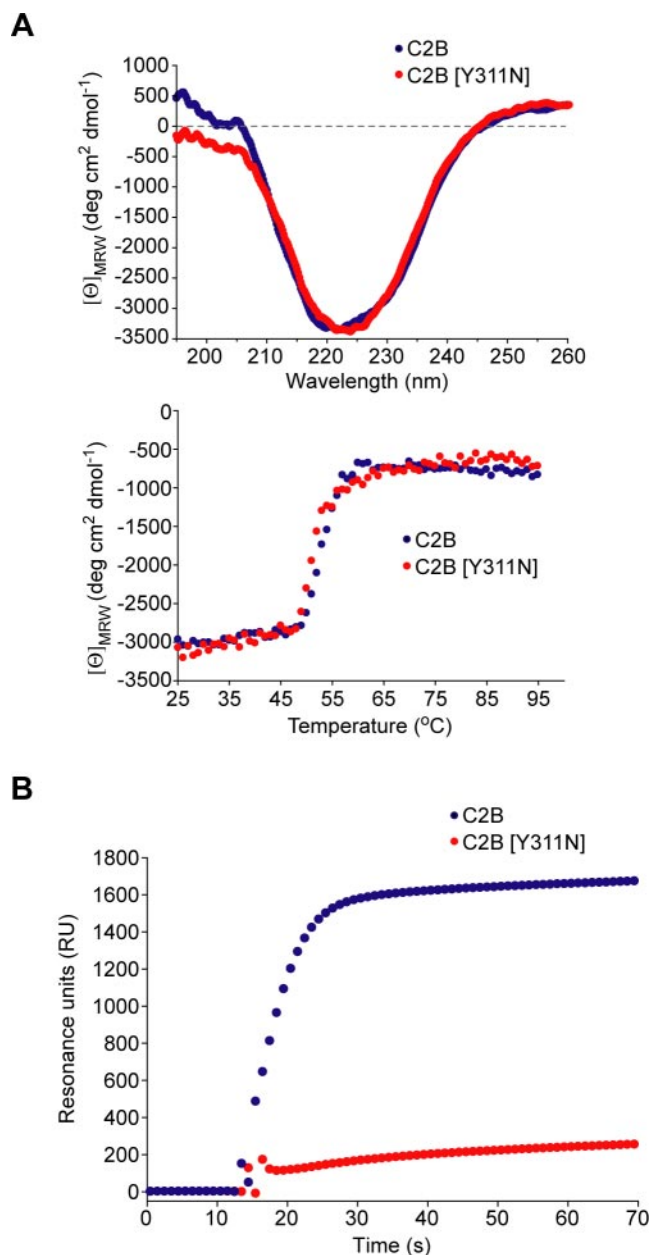 A
C2B
C2B [Y311N]
1000
500
0
-500
-1000
-1500
-2000
-2500
-3000
-3500
[Θ]MRW (deg cm² dmol⁻¹)
200 210 220 230 240 250 260
Wavelength (nm)
0
-500
-1000
-1500
-2000
-2500
-3000
-3500
[Θ]MRW (deg cm² dmol⁻¹)
C2B
C2B [Y311N]
25 35 45 55 65 75 85 95
Temperature (°C)
B
C2B
C2B [Y311N]
1800
1600
1400
1200
1000
800
600
400
200
0
Resonance units (RU)
0 10 20 30 40 50 60 70
Time (s)